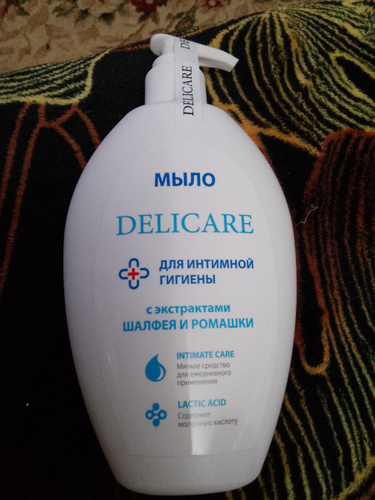 DELICARE
МЫЛО
DELICARE
ДЛЯ ИНТИМНОЙ
ГИГИЕНЫ
с экстрактами
ШАЛФЕЯ И РОМАШКИ
INTIMATE CARE
Мягкое средство
для ежедневного
применения
LACTIC ACID
Содержит
молочную кислоту